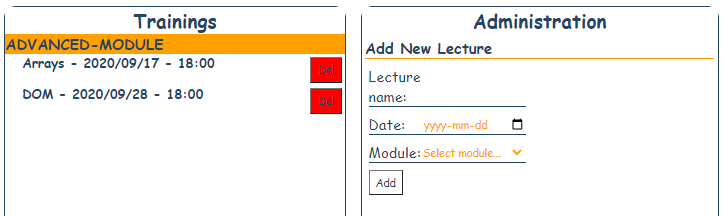 Trainings
ADVANCED-MODULE
Arrays - 2020/09/17 - 18:00
Del
DOM - 2020/09/28 - 18:00
Del
Administration
Add New Lecture
Lecture
name:
Date: yyyy-mm-dd
Module: Select module...
Add